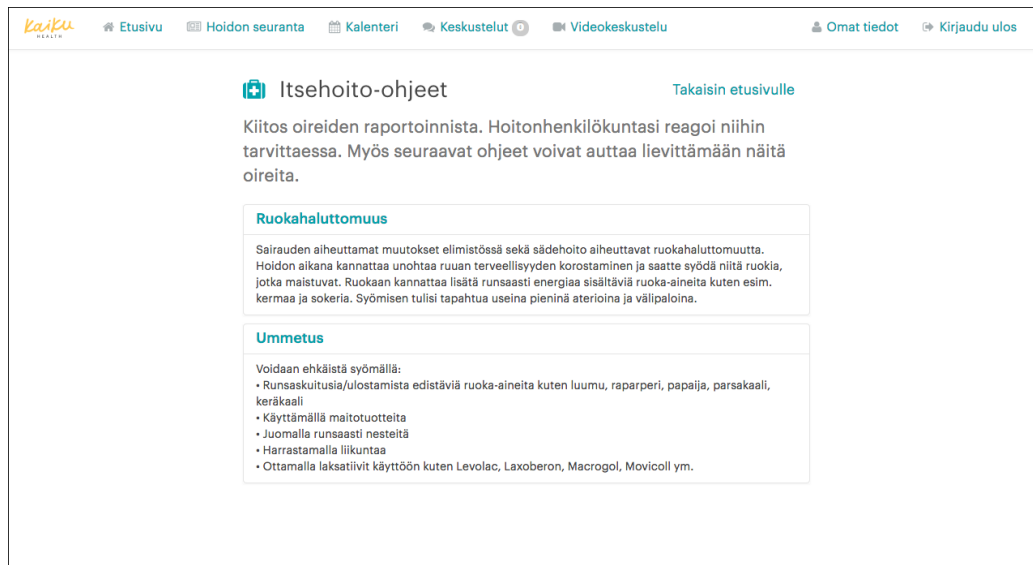 Kaiku
HEALTH
Etusivu
Hoidon seuranta
Kalenteri
Keskustelut 0
Videokeskustelu
Omat tiedot
Kirjaudu ulos
Itsehoito-ohjeet
Takaisin etusivulle
Kiitos oireiden raportoinnista. Hoitonhenkilökuntasi reagoi niihin
tarvittaessa. Myös seuraavat ohjeet voivat auttaa lievittämään näitä
oireita.
Ruokahaluttomuus
Sairauden aiheuttamat muutokset elimistössä sekä sädehoito aiheuttavat ruokahaluttomuutta.
Hoidon aikana kannattaa unohtaa ruuan terveellisyyden korostaminen ja saatte syödä niitä ruokia,
jotka maistuvat. Ruokaan kannattaa lisätä runsaasti energiaa sisältäviä ruoka-aineita kuten esim.
kermaa ja sokeria. Syömisen tulisi tapahtua useina pieninä aterioina ja välipaloina.
Ummetus
Voidaan ehkäistä syömällä:
• Runsaskuitusia/ulostamista edistäviä ruoka-aineita kuten luumu, raparperi, papaija, parsakaali,
keräkaali
• Käyttämällä maitotuotteita
• Juomalla runsaasti nesteitä
• Harrastamalla liikuntaa
• Ottamalla laksatiivit käyttöön kuten Levolac, Laxoberon, Macrogol, Movicoll ym.